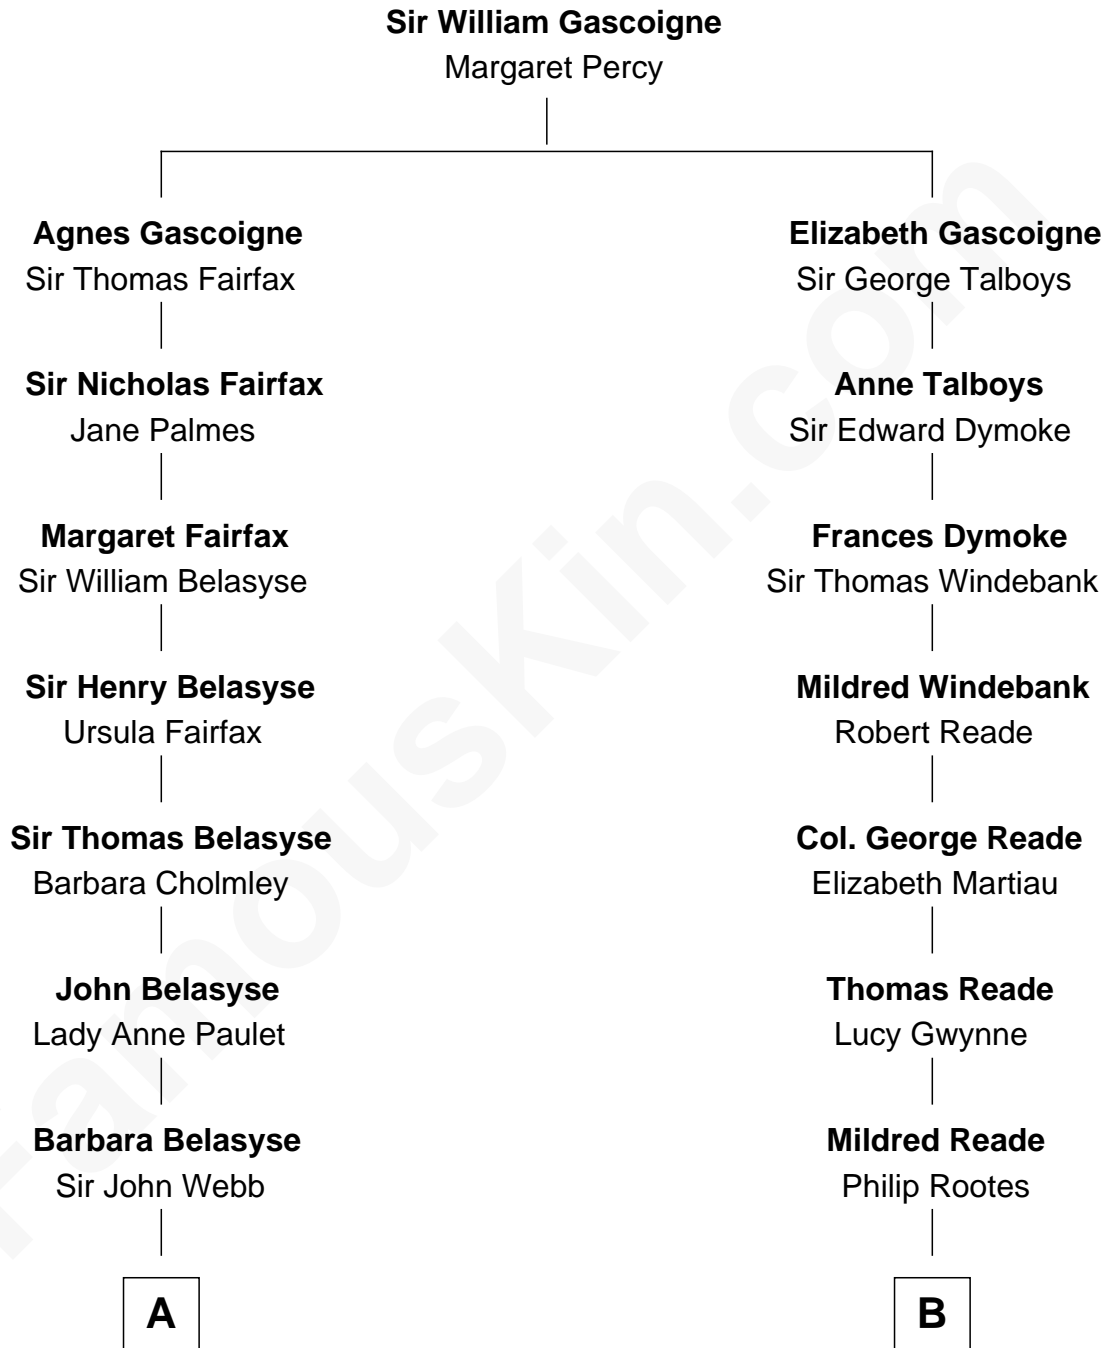 Sir William Gascoigne
Margaret Percy
Agnes Gascoigne
Sir Thomas Fairfax
Elizabeth Gascoigne
Sir George Talboys
Sir Nicholas Fairfax
Jane Palmes
Anne Talboys
Sir Edward Dymoke
Margaret Fairfax
Sir William Belasyse
Frances Dymoke
Sir Thomas Windebank
Sir Henry Belasyse
Ursula Fairfax
Mildred Windebank
Robert Reade
Sir Thomas Belasyse
Barbara Cholmley
Col. George Reade
Elizabeth Martiau
John Belasyse
Lady Anne Paulet
Thomas Reade
Lucy Gwynne
Barbara Belasyse
Sir John Webb
Mildred Reade
Philip Rootes
A
B
FamousKin.com